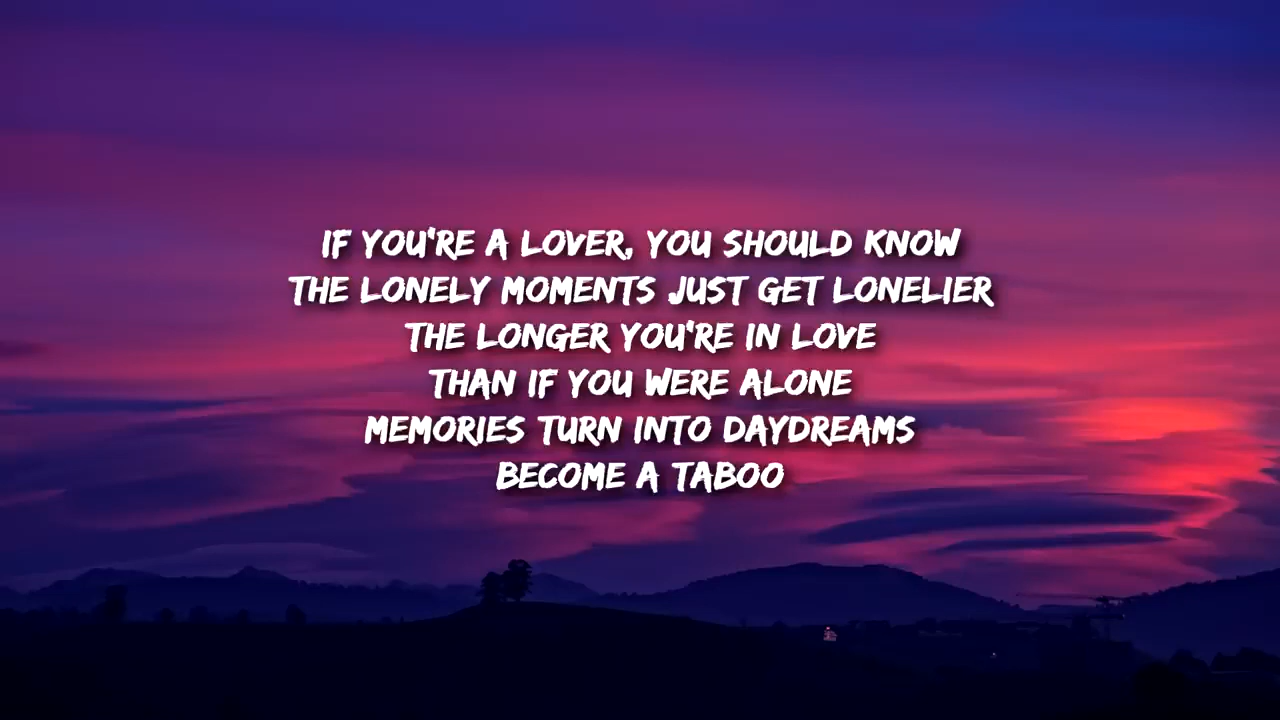 IF YOU'RE A LOVER, YOU SHOULD KNOW
THE LONELY MOMENTS JUST GET LONELIER
THE LONGER YOU'RE IN LOVE
THAN IF YOU WERE ALONE
MEMORIES TURN INTO DAYDREAMS
BECOME A TABOO